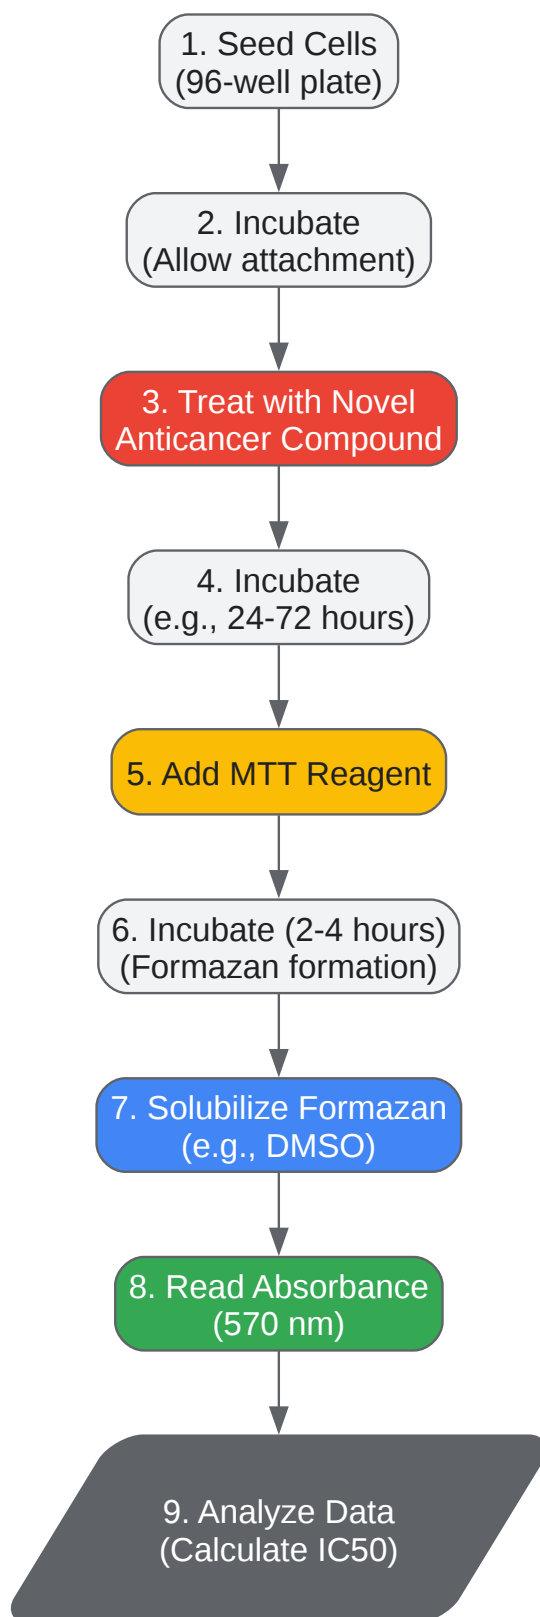 1. Seed Cells
(96-well plate)
2. Incubate
(Allow attachment)
3. Treat with Novel
Anticancer Compound
4. Incubate
(e.g., 24-72 hours)
5. Add MTT Reagent
6. Incubate (2-4 hours)
(Formazan formation)
7. Solubilize Formazan
(e.g., DMSO)
8. Read Absorbance
(570 nm)
9. Analyze Data
(Calculate IC50)